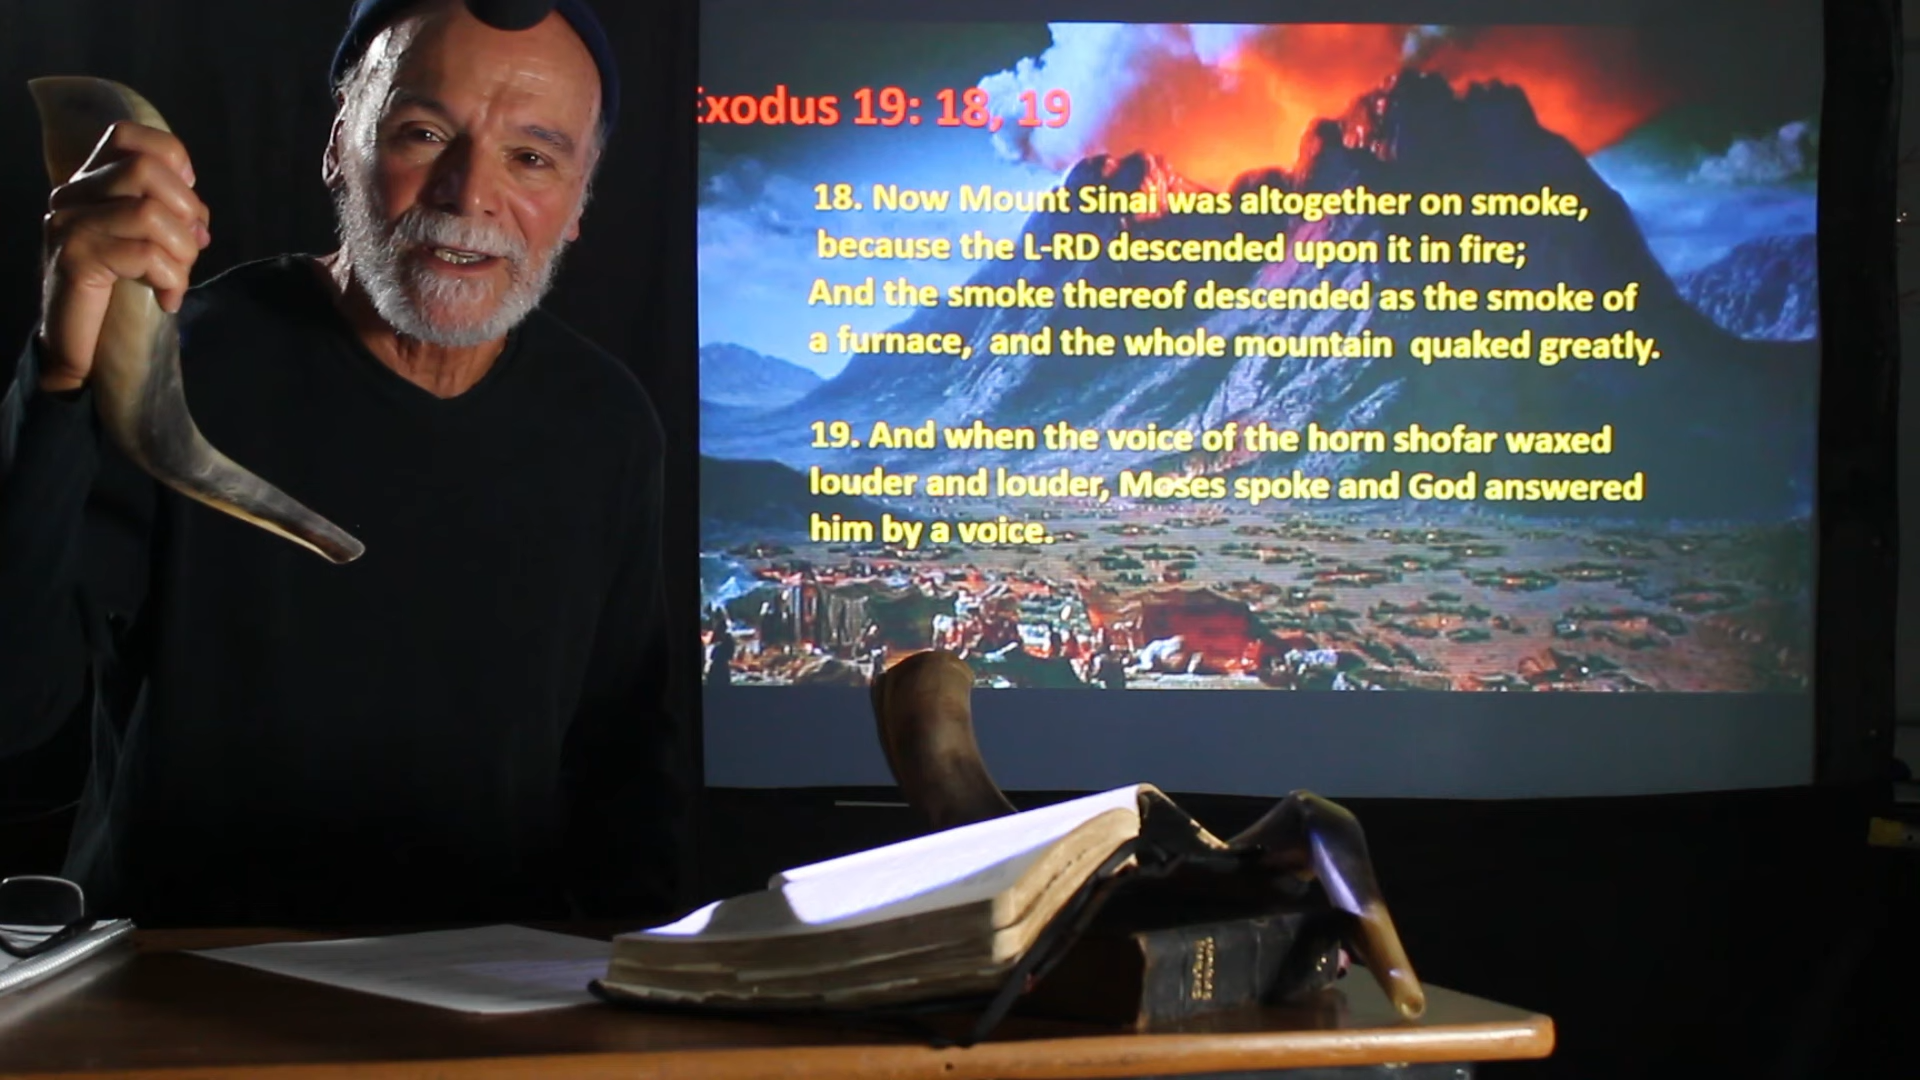 Exodus 19: 18, 19
18. Now Mount Sinai was altogether on smoke,
because the L-RD descended upon it in fire;
And the smoke thereof descended as the smoke of
a furnace, and the whole mountain quaked greatly.
19. And when the voice of the horn shofar waxed
louder and louder, Moses spoke and God answered
him by a voice.